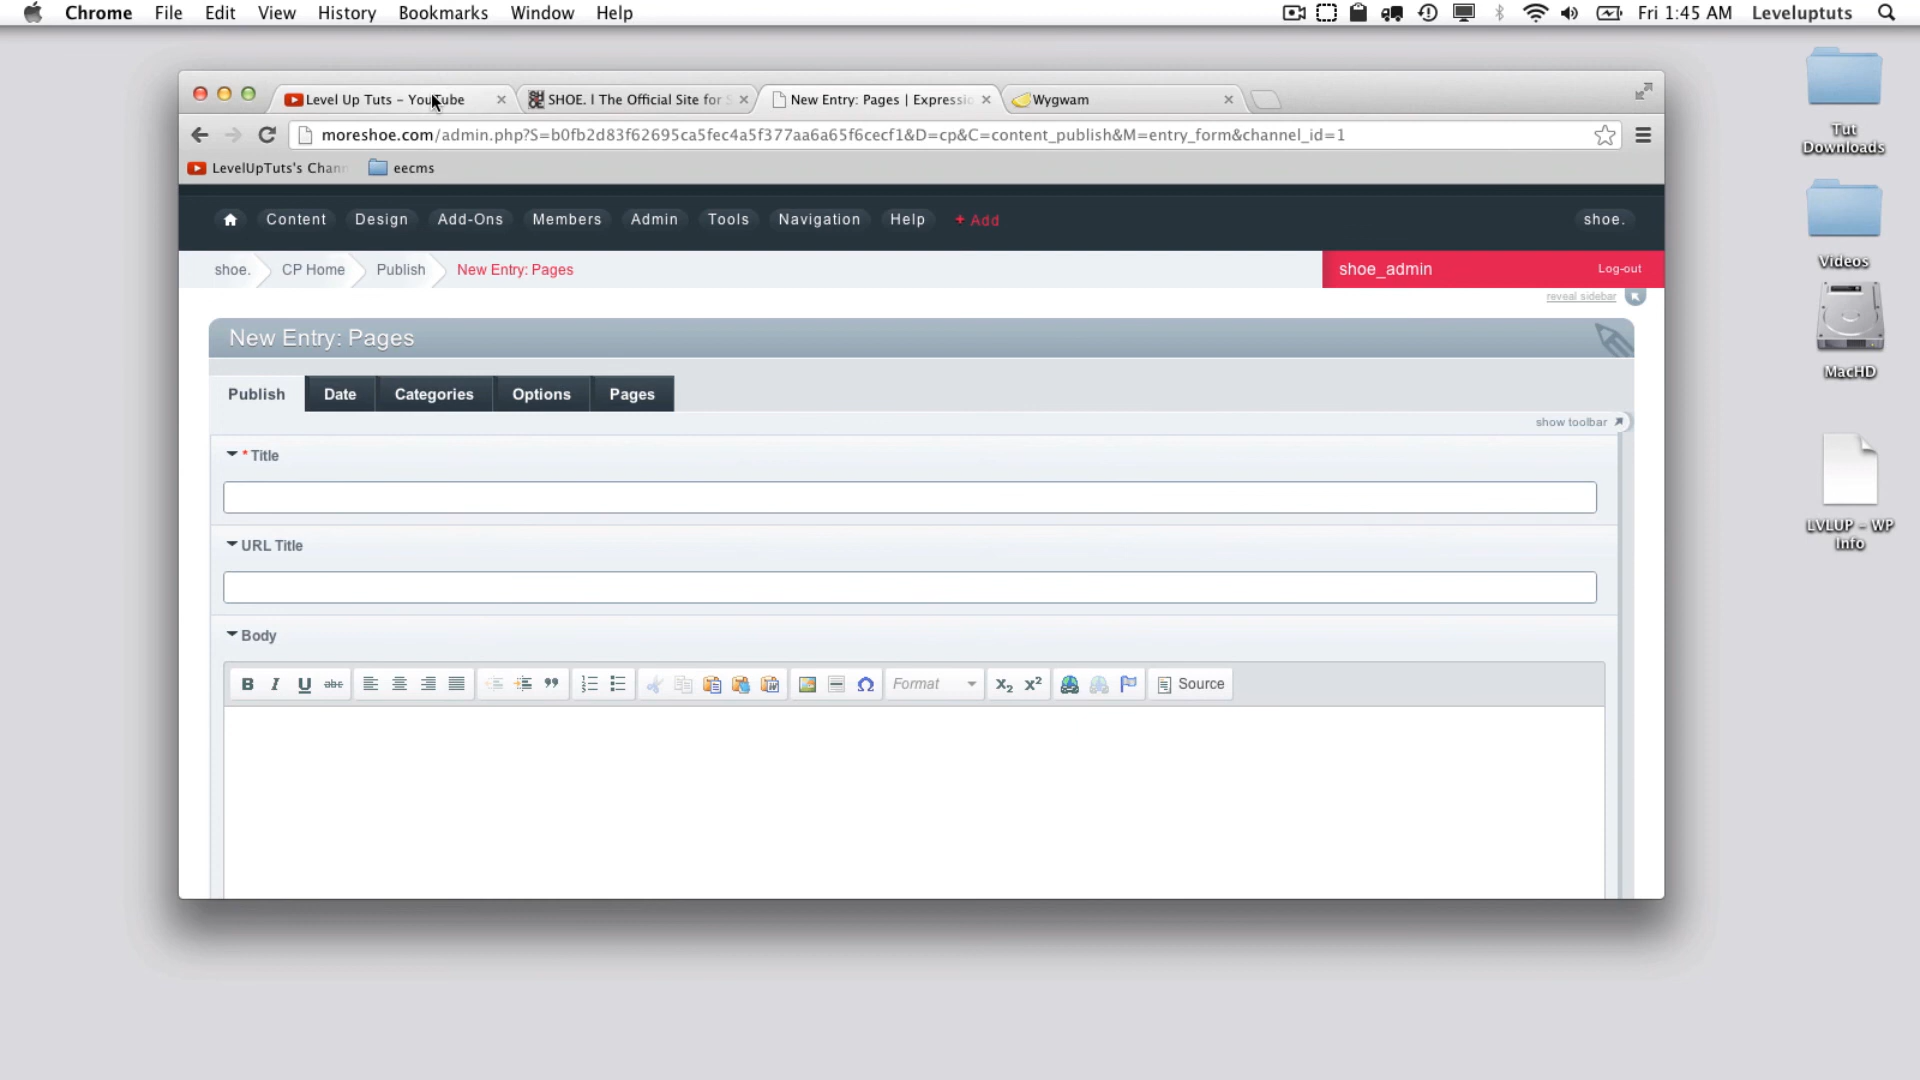 Chrome File Edit View History Bookmarks Window Help Fri 1:45 AM Leveluptuts
Level Up Tuts – YouTube SHOE. | The Official Site for S New Entry: Pages | Expressio Wygwam
moreshoe.com/admin.php?S=b0fb2d83f62695ca5fec4a5f377aa6a65f6cecf1&D=cp&C=content_publish&M=entry_form&channel_id=1
LevelUpTuts's Chann eecms
Content Design Add-Ons Members Admin Tools Navigation Help + Add shoe.
shoe. CP Home Publish New Entry: Pages shoe_admin Log-out
reveal sidebar
New Entry: Pages
Publish Date Categories Options Pages
show toolbar
* Title
URL Title
Body
B I U abc Format X₂ X² Source
Tut
Downloads
Videos
MacHD
LVLUP – WP
Info